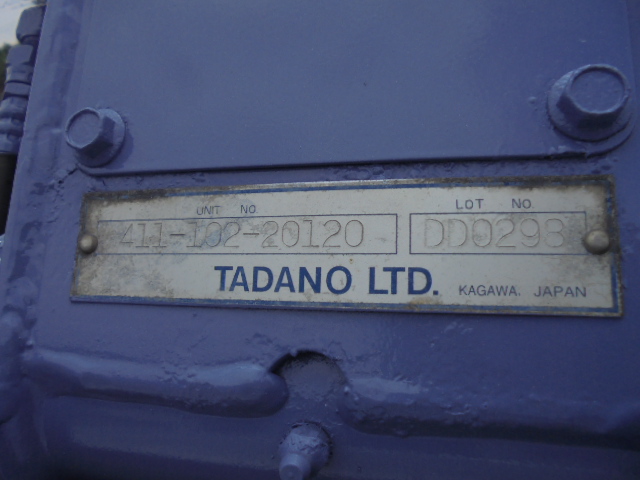 UNIT NO. LOT NO.
411-102-20120 DD0298
TADANO LTD. KAGAWA, JAPAN